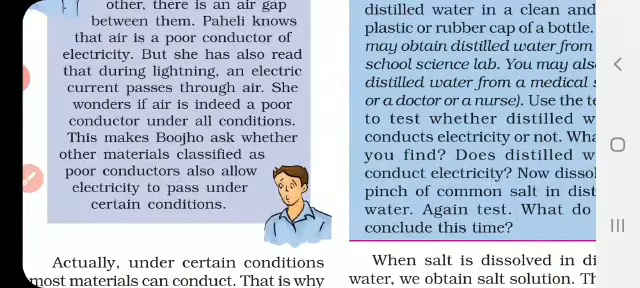 other, there is an air gap
between them. Paheli knows
that air is a poor conductor of
electricity. But she has also read
that during lightning, an electric
current passes through air. She
wonders if air is indeed a poor
conductor under all conditions.
This makes Boojho ask whether
other materials classified as
poor conductors also allow
electricity to pass under
certain conditions.
Actually, under certain conditions
most materials can conduct. That is why
distilled water in a clean and
plastic or rubber cap of a bottle.
may obtain distilled water from
school science lab. You may als
distilled water from a medical
or a doctor or a nurse). Use the te
to test whether distilled w
conducts electricity or not. Wha
you find? Does distilled w
conduct electricity? Now dissol
pinch of common salt in dist
water. Again test. What do
conclude this time?
When salt is dissolved in di
water, we obtain salt solution. Th